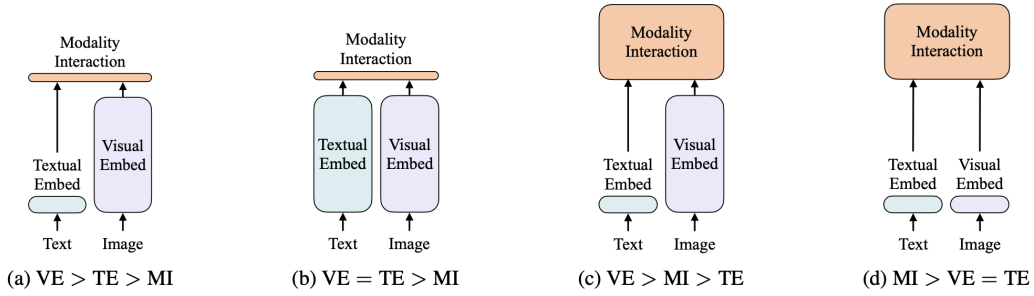 Modality
Interaction
Textual
Embed
Visual
Embed
Text
Image
(a) VE > TE > MI
Modality
Interaction
Textual
Embed
Visual
Embed
Text
Image
(b) VE = TE > MI
Modality
Interaction
Textual
Embed
Visual
Embed
Text
Image
(c) VE > MI > TE
Modality
Interaction
Textual
Embed
Visual
Embed
Text
Image
(d) MI > VE = TE